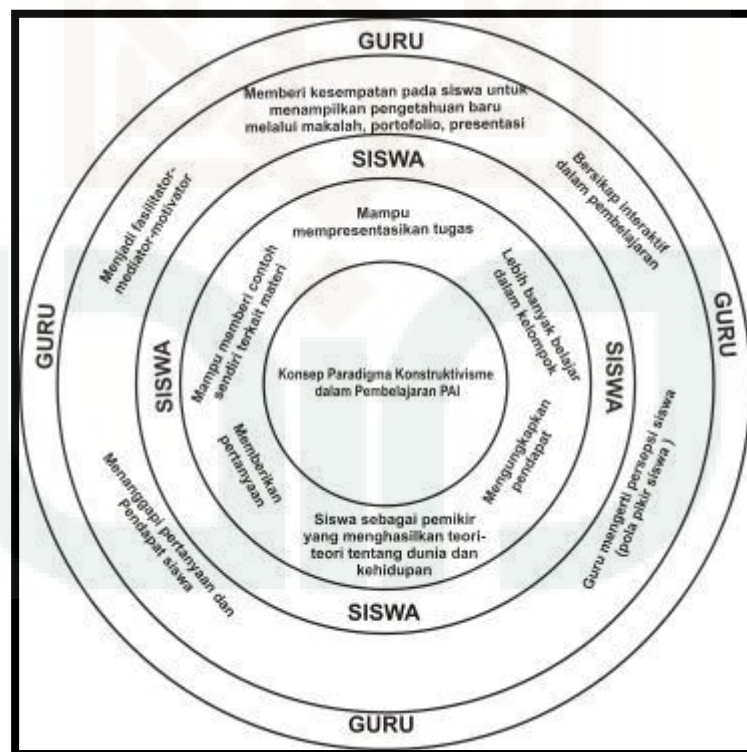 GURU
Memberi kesempatan pada siswa untuk
menampilkan pengetahuan baru
melalui makalah, portofolio, presentasi
SISWA
Menjadi fasilitator-
mediator-motivator
Bersikap interaktif
dalam pembelajaran
Mampu
mempresentasikan tugas
Mampu memberi contoh
sendiri terkait materi
Lebih banyak belajar
dalam kelompok
GURU
SISWA
Konsep Paradigma Konstruktivisme
dalam Pembelajaran PAI
SISWA
GURU
Memberikan
pertanyaan
Mengungkapkan
pendapat
Menanggapi pertanyaan dan
Pendapat siswa
Guru mengerti persepsi siswa
(pola pikir siswa )
Siswa sebagai pemikir
yang menghasilkan teori-
teori tentang dunia dan
kehidupan
SISWA
GURU